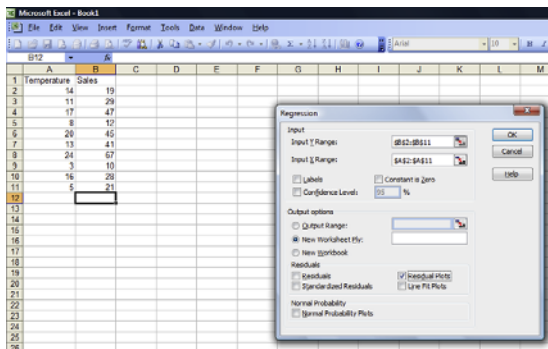 Microsoft Excel - Book1
File Edit View Insert Format Tools Data Window Help
Arial 10 B I
B12 fx
A B C D E F G H I J K L M
1 Temperature Sales
2 14 19
3 11 29
4 17 47
5 8 12
6 20 45
7 13 41
8 24 67
9 3 10
10 16 28
11 5 21
12
13
14
15
16
17
18
19
20
21
22
23
24
25
26
Regression
Input
Input Y Range: $B$2:$B$11
Input X Range: $A$2:$A$11
Labels Constant is Zero
Confidence Level: 95 %
OK
Cancel
Help
Output options
Output Range:
New Worksheet Ply:
New Workbook
Residuals
Residuals Residual Plots
Standardized Residuals Line Fit Plots
Normal Probability
Normal Probability Plots